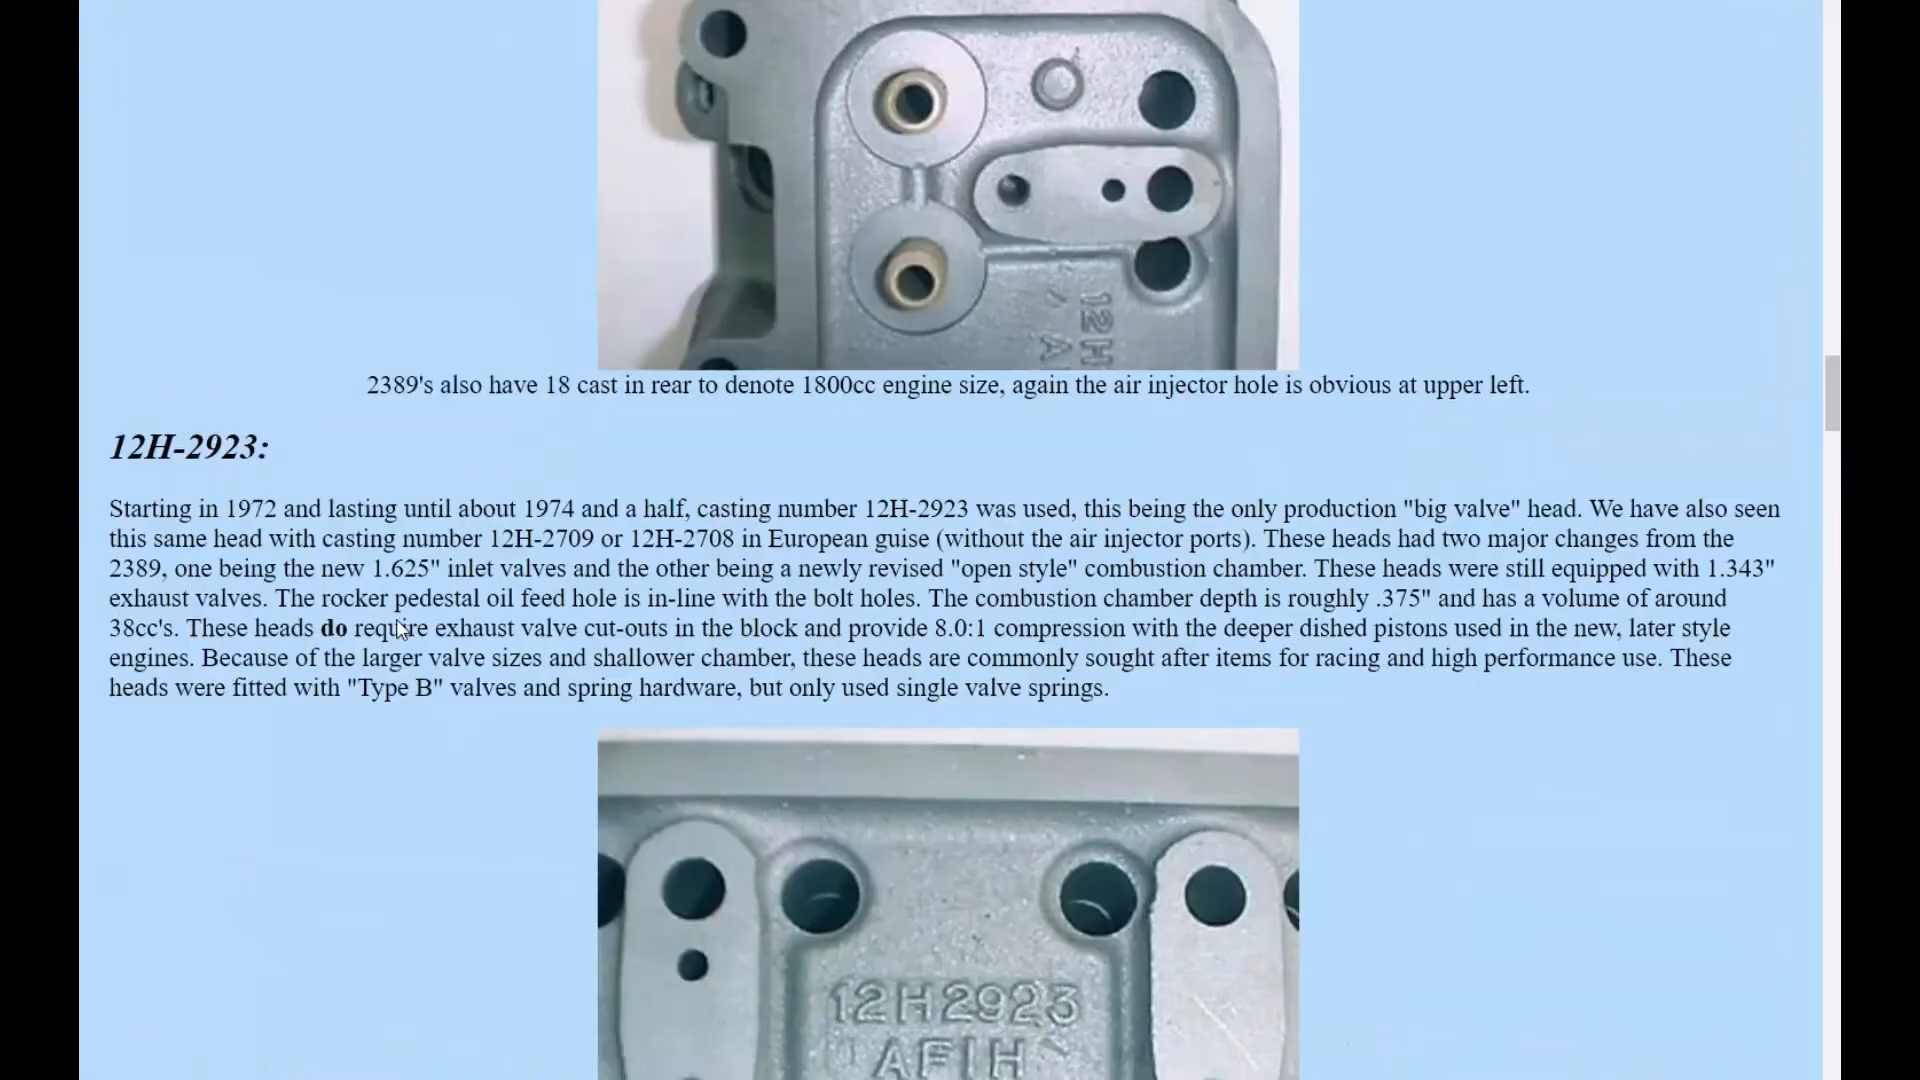 12H
A
2389's also have 18 cast in rear to denote 1800cc engine size, again the air injector hole is obvious at upper left.
12H-2923:
Starting in 1972 and lasting until about 1974 and a half, casting number 12H-2923 was used, this being the only production "big valve" head. We have also seen
this same head with casting number 12H-2709 or 12H-2708 in European guise (without the air injector ports). These heads had two major changes from the
2389, one being the new 1.625" inlet valves and the other being a newly revised "open style" combustion chamber. These heads were still equipped with 1.343"
exhaust valves. The rocker pedestal oil feed hole is in-line with the bolt holes. The combustion chamber depth is roughly .375" and has a volume of around
38cc's. These heads do require exhaust valve cut-outs in the block and provide 8.0:1 compression with the deeper dished pistons used in the new, later style
engines. Because of the larger valve sizes and shallower chamber, these heads are commonly sought after items for racing and high performance use. These
heads were fitted with "Type B" valves and spring hardware, but only used single valve springs.
12H2923
AFIH